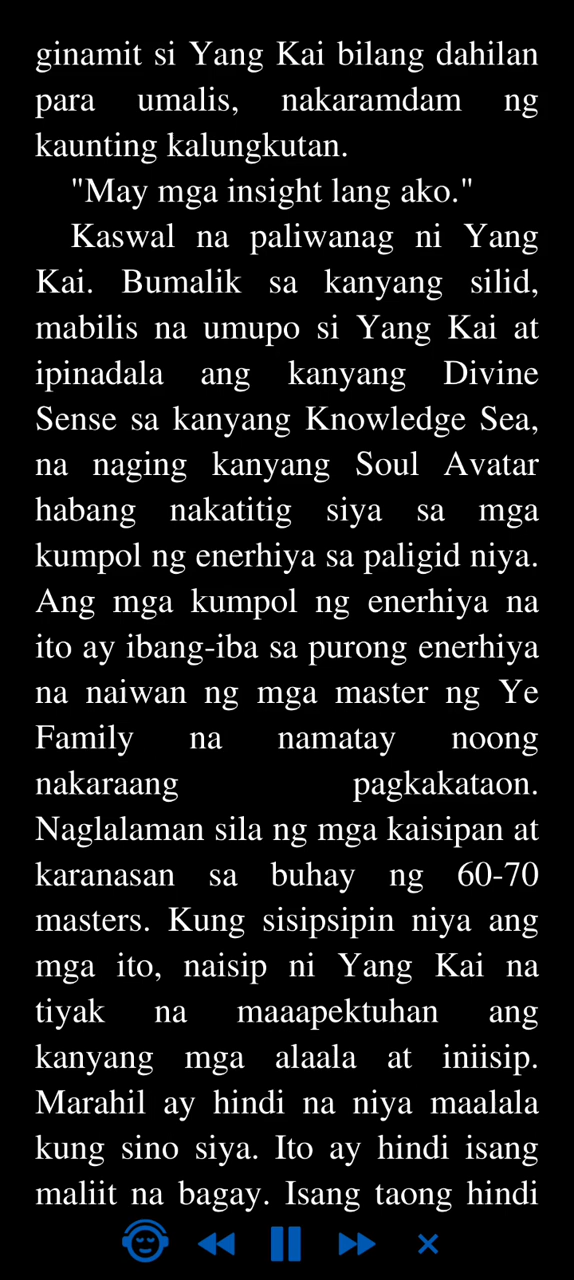 ginamit si Yang Kai bilang dahilan
para umalis, nakaramdam ng
kaunting kalungkutan.
"May mga insight lang ako."
Kaswal na paliwanag ni Yang
Kai. Bumalik sa kanyang silid,
mabilis na umupo si Yang Kai at
ipinadala ang kanyang Divine
Sense sa kanyang Knowledge Sea,
na naging kanyang Soul Avatar
habang nakatitig siya sa mga
kumpol ng enerhiya sa paligid niya.
Ang mga kumpol ng enerhiya na
ito ay ibang-iba sa purong enerhiya
na naiwan ng mga master ng Ye
Family na namatay noong
nakaraang pagkakataon.
Naglalaman sila ng mga kaisipan at
karanasan sa buhay ng 60-70
masters. Kung sisipsipin niya ang
mga ito, naisip ni Yang Kai na
tiyak na maaapektuhan ang
kanyang mga alaala at iniisip.
Marahil ay hindi na niya maalala
kung sino siya. Ito ay hindi isang
maliit na bagay. Isang taong hindi